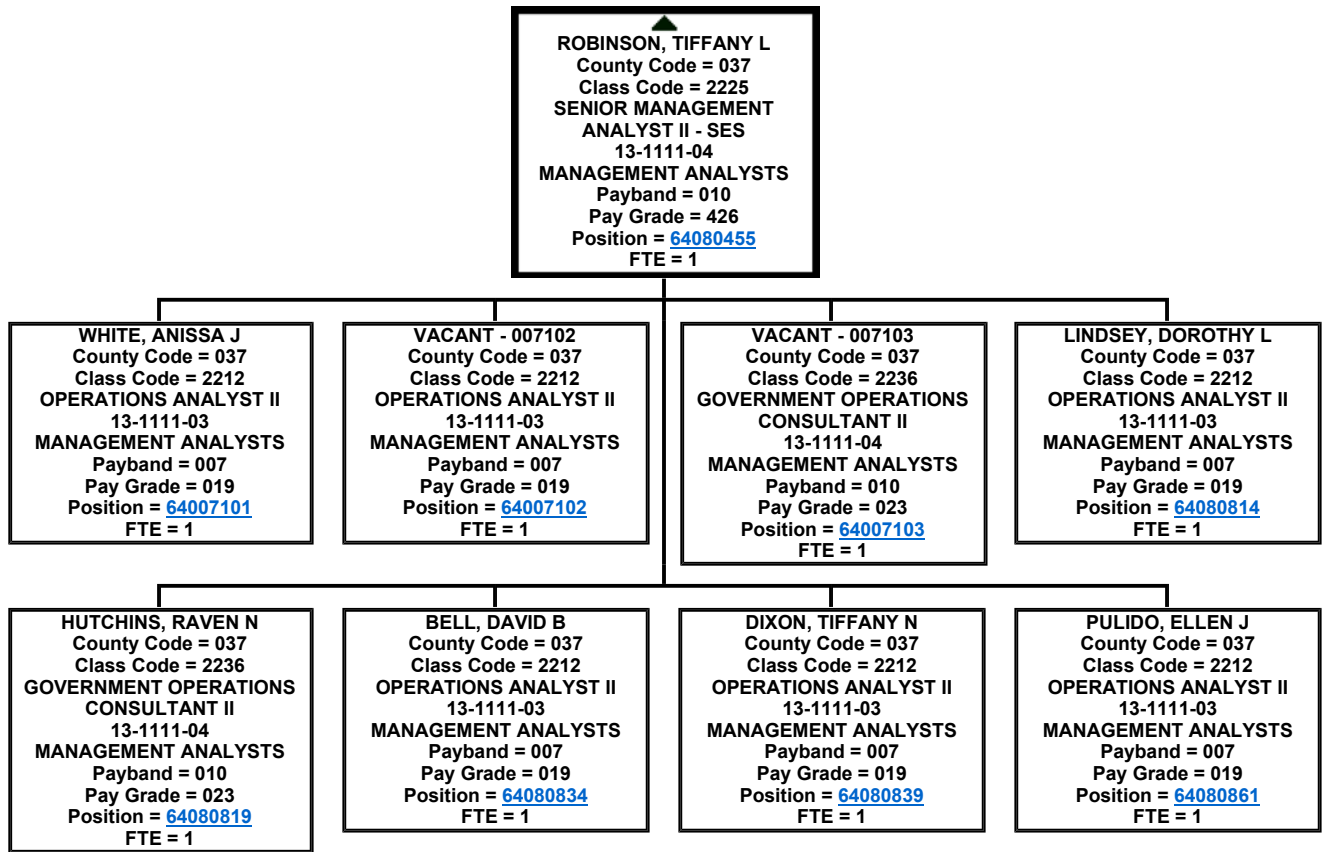 ROBINSON, TIFFANY L
County Code = 037
Class Code = 2225
SENIOR MANAGEMENT
ANALYST II - SES
13-1111-04
MANAGEMENT ANALYSTS
Payband = 010
Pay Grade = 426
Position = 64080455
FTE = 1
WHITE, ANISSA J
County Code = 037
Class Code = 2212
OPERATIONS ANALYST II
13-1111-03
MANAGEMENT ANALYSTS
Payband = 007
Pay Grade = 019
Position = 64007101
FTE = 1
VACANT - 007102
County Code = 037
Class Code = 2212
OPERATIONS ANALYST II
13-1111-03
MANAGEMENT ANALYSTS
Payband = 007
Pay Grade = 019
Position = 64007102
FTE = 1
VACANT - 007103
County Code = 037
Class Code = 2236
GOVERNMENT OPERATIONS
CONSULTANT II
13-1111-04
MANAGEMENT ANALYSTS
Payband = 010
Pay Grade = 023
Position = 64007103
FTE = 1
LINDSEY, DOROTHY L
County Code = 037
Class Code = 2212
OPERATIONS ANALYST II
13-1111-03
MANAGEMENT ANALYSTS
Payband = 007
Pay Grade = 019
Position = 64080814
FTE = 1
HUTCHINS, RAVEN N
County Code = 037
Class Code = 2236
GOVERNMENT OPERATIONS
CONSULTANT II
13-1111-04
MANAGEMENT ANALYSTS
Payband = 010
Pay Grade = 023
Position = 64080819
FTE = 1
BELL, DAVID B
County Code = 037
Class Code = 2212
OPERATIONS ANALYST II
13-1111-03
MANAGEMENT ANALYSTS
Payband = 007
Pay Grade = 019
Position = 64080834
FTE = 1
DIXON, TIFFANY N
County Code = 037
Class Code = 2212
OPERATIONS ANALYST II
13-1111-03
MANAGEMENT ANALYSTS
Payband = 007
Pay Grade = 019
Position = 64080839
FTE = 1
PULIDO, ELLEN J
County Code = 037
Class Code = 2212
OPERATIONS ANALYST II
13-1111-03
MANAGEMENT ANALYSTS
Payband = 007
Pay Grade = 019
Position = 64080861
FTE = 1